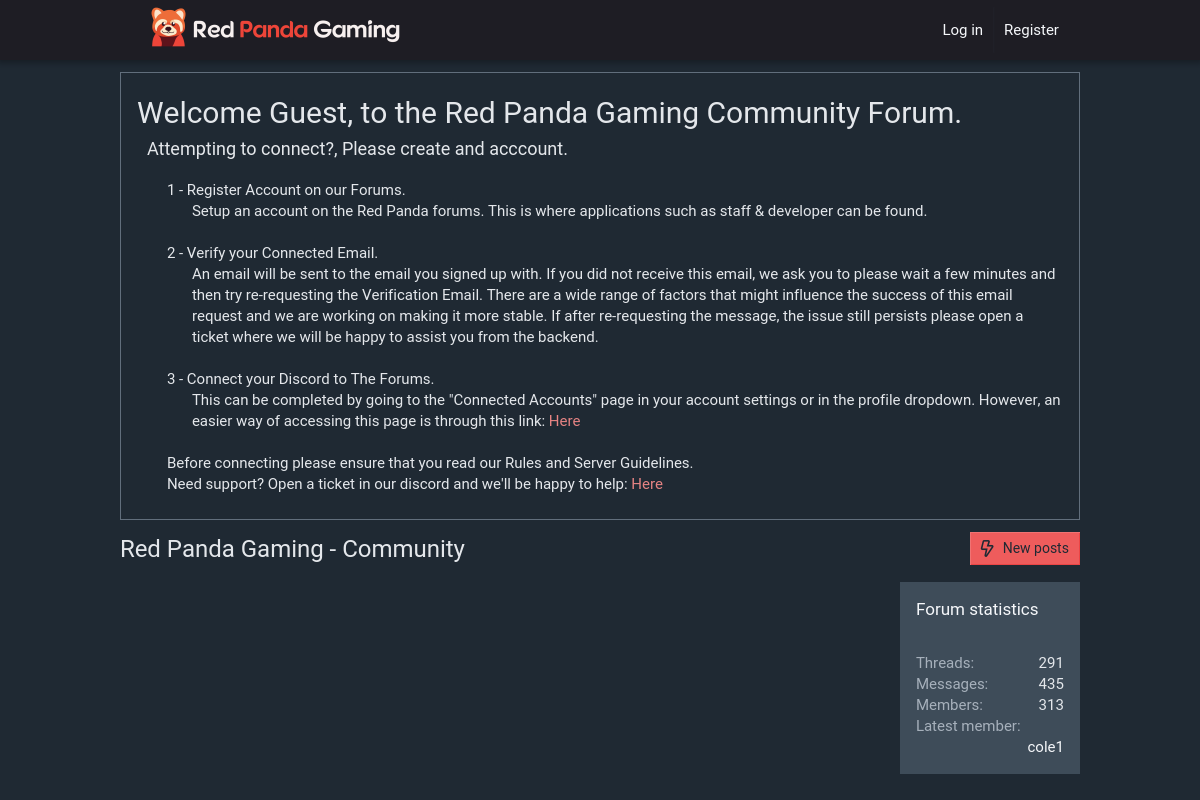 Red Panda Gaming
Log in
Register
Welcome Guest, to the Red Panda Gaming Community Forum.
Attempting to connect?, Please create and acccount.
1 - Register Account on our Forums.
Setup an account on the Red Panda forums. This is where applications such as staff & developer can be found.
2 - Verify your Connected Email.
An email will be sent to the email you signed up with. If you did not receive this email, we ask you to please wait a few minutes and
then try re-requesting the Verification Email. There are a wide range of factors that might influence the success of this email
request and we are working on making it more stable. If after re-requesting the message, the issue still persists please open a
ticket where we will be happy to assist you from the backend.
3 - Connect your Discord to The Forums.
This can be completed by going to the "Connected Accounts" page in your account settings or in the profile dropdown. However, an
easier way of accessing this page is through this link: Here
Before connecting please ensure that you read our Rules and Server Guidelines.
Need support? Open a ticket in our discord and we'll be happy to help: Here
Red Panda Gaming - Community
New posts
Forum statistics
Threads: 291
Messages: 435
Members: 313
Latest member:
cole1